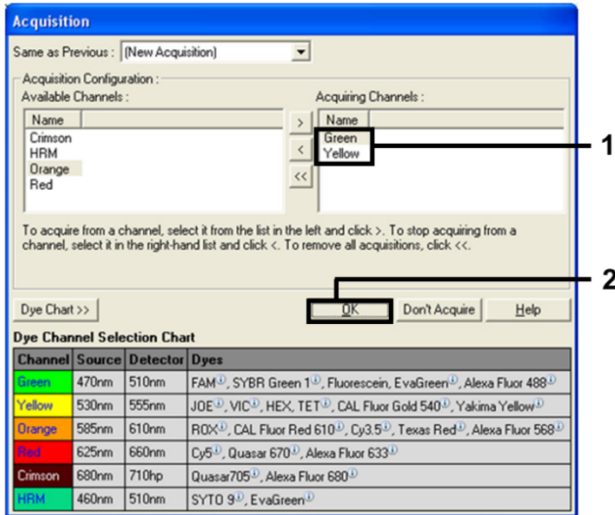 Acquisition
Same as Previous : (New Acquisition)
Acquisition Configuration :
Available Channels : Acquiring Channels :
Name > Name
Crimson Green 1
HRM < Yellow
Orange <<
Red
To acquire from a channel, select it from the list in the left and click >. To stop acquiring from a
channel, select it in the right-hand list and click <. To remove all acquisitions, click <<.
2
Dye Chart >> OK Don't Acquire Help
Dye Channel Selection Chart
Channel Source Detector Dyes
Green 470nm 510nm FAM, SYBR Green 1, Fluorescein, EvaGreen, Alexa Fluor 488
Yellow 530nm 555nm JOE, VIC, HEX, TET, CAL Fluor Gold 540, Yakima Yellow
Orange 585nm 610nm ROX, CAL Fluor Red 610, Cy3.5, Texas Red, Alexa Fluor 568
Red 625nm 660nm Cy5, Quasar 670, Alexa Fluor 633
Crimson 680nm 710hp Quasar705, Alexa Fluor 680
HRM 460nm 510nm SYTO 9, EvaGreen